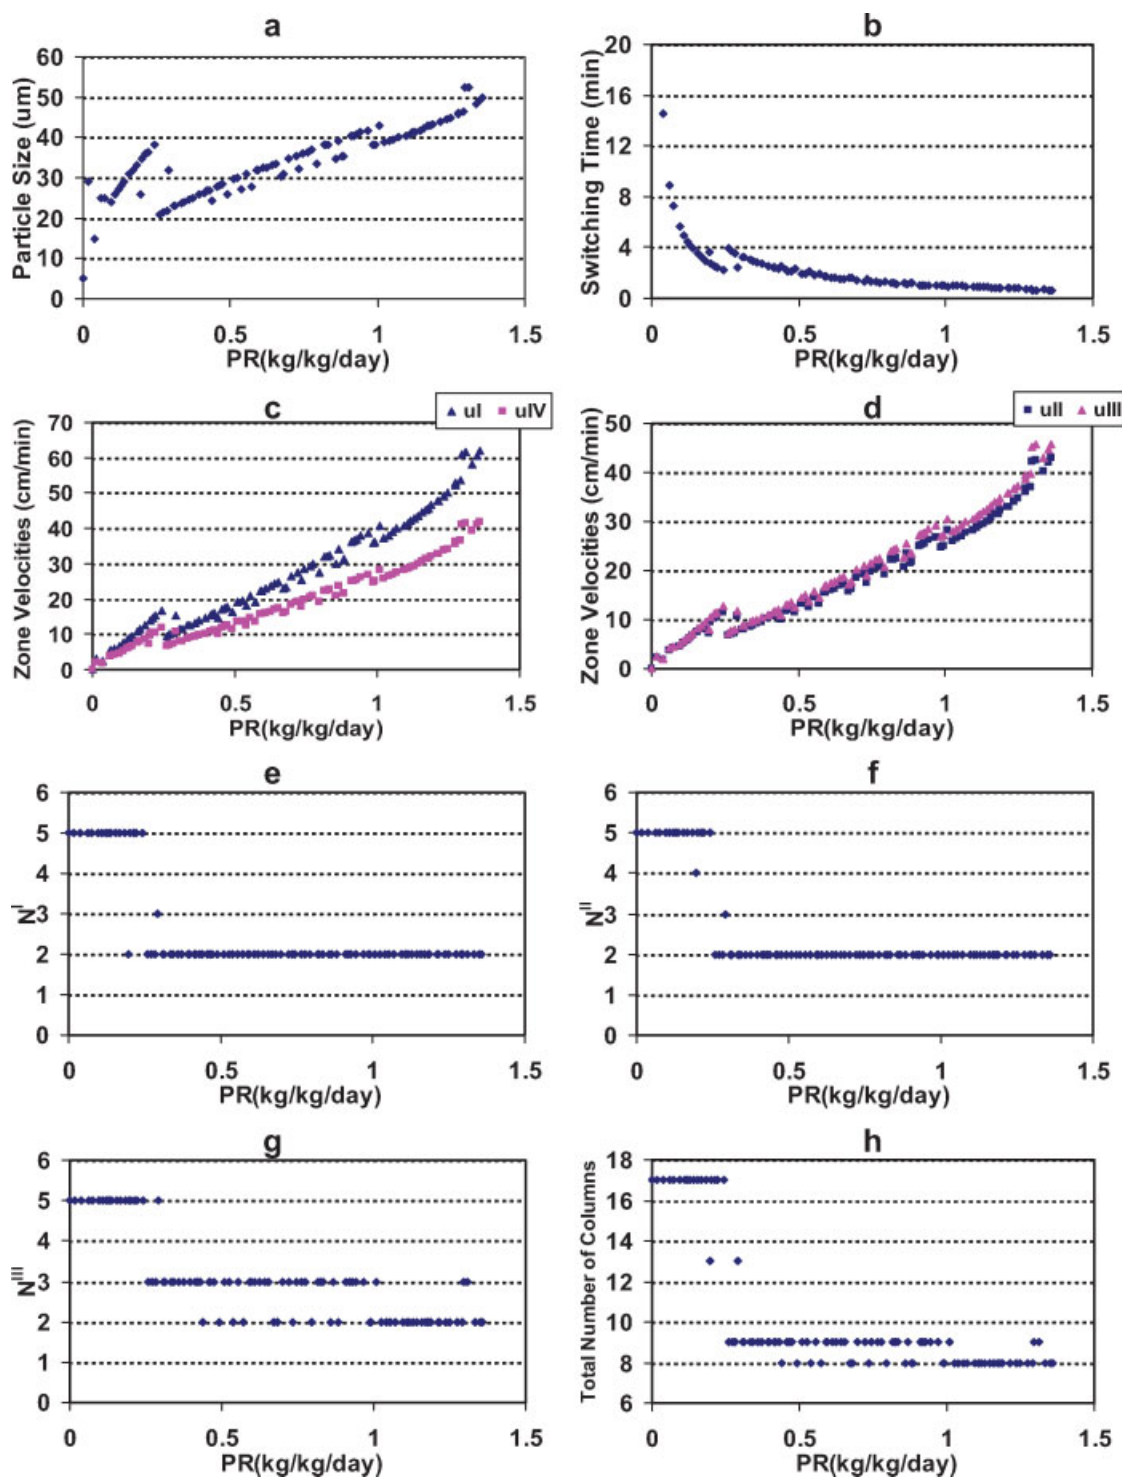 a
60
50
40
30
20
10
0
Particle Size (um)
0 0.5 1 1.5
PR(kg/kg/day)
b
20
16
12
8
4
0
Switching Time (min)
0 0.5 1 1.5
PR(kg/kg/day)
c
uI uIV
70
60
50
40
30
20
10
0
Zone Velocities (cm/min)
0 0.5 1 1.5
PR(kg/kg/day)
d
uII uIII
50
40
30
20
10
0
Zone Velocities (cm/min)
0 0.5 1 1.5
PR(kg/kg/day)
e
6
5
4
3
2
1
0
N^I
0 0.5 1 1.5
PR(kg/kg/day)
f
6
5
4
3
2
1
0
N^II
0 0.5 1 1.5
PR(kg/kg/day)
g
6
5
4
3
2
1
0
N^III
0 0.5 1 1.5
PR(kg/kg/day)
h
18
16
14
12
10
8
6
Total Number of Columns
0 0.5 1 1.5
PR(kg/kg/day)